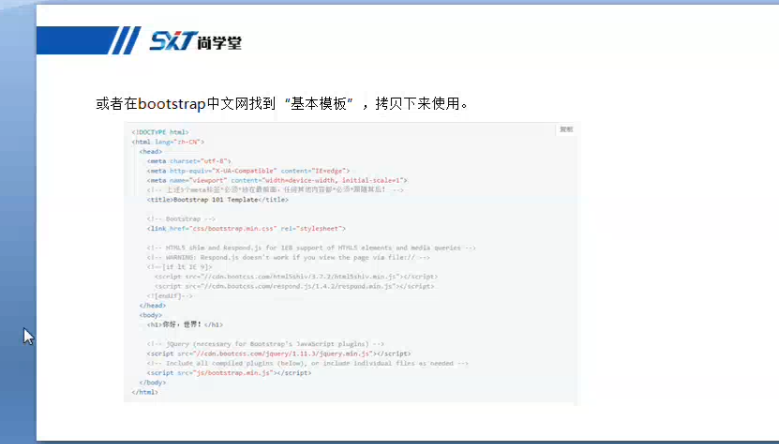 SXT尚学堂
或者在bootstrap中文网找到“基本模板”，拷贝下来使用。
复制
<!DOCTYPE html>
<html lang="zh-CN">
<head>
<meta charset="utf-8">
<meta http-equiv="X-UA-Compatible" content="IE=edge">
<meta name="viewport" content="width=device-width, initial-scale=1">
<!-- 上述3个meta标签*必须*放在最前面，任何其他内容都*必须*跟随其后！ -->
<title>Bootstrap 101 Template</title>
<!-- Bootstrap -->
<link href="css/bootstrap.min.css" rel="stylesheet">
<!-- HTML5 shim and Respond.js for IE8 support of HTML5 elements and media queries -->
<!-- WARNING: Respond.js doesn't work if you view the page via file:// -->
<!--[if lt IE 9]>
<script src="//cdn.bootcss.com/html5shiv/3.7.2/html5shiv.min.js"></script>
<script src="//cdn.bootcss.com/respond.js/1.4.2/respond.min.js"></script>
<![endif]-->
</head>
<body>
<h1>你好，世界！</h1>
<!-- jQuery (necessary for Bootstrap's JavaScript plugins) -->
<script src="//cdn.bootcss.com/jquery/1.11.3/jquery.min.js"></script>
<!-- Include all compiled plugins (below), or include individual files as needed -->
<script src="js/bootstrap.min.js"></script>
</body>
</html>